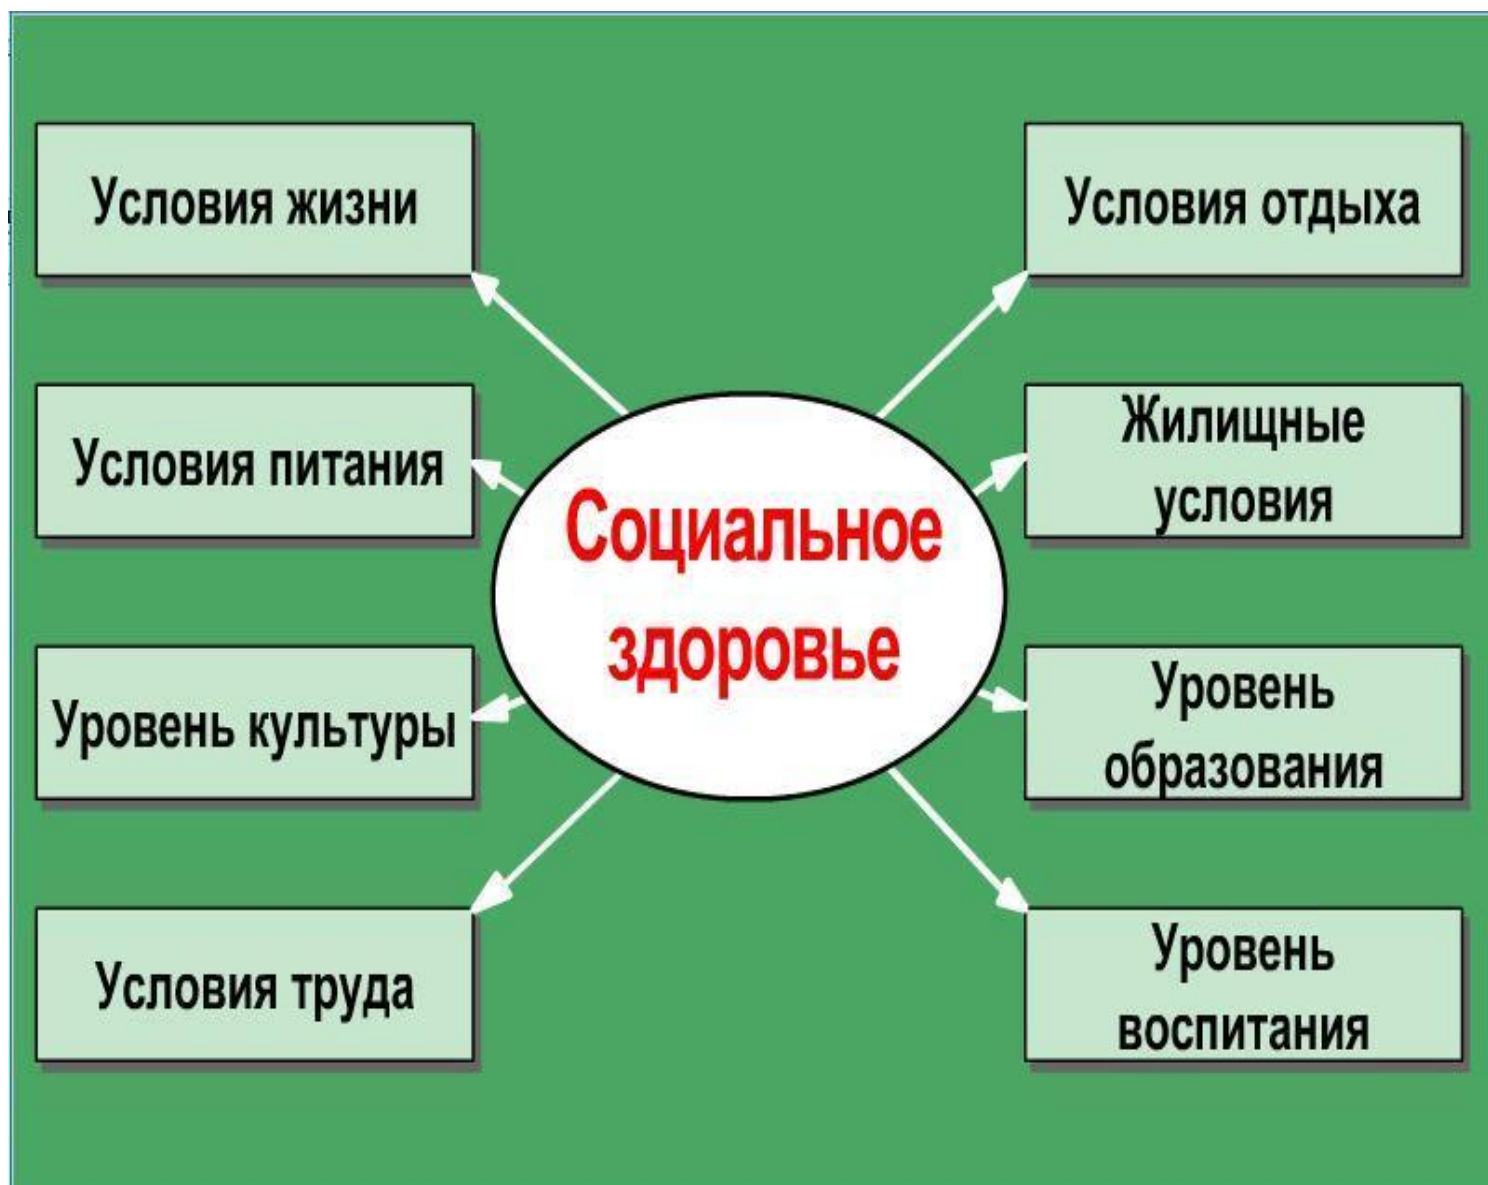 Условия жизни
Условия отдыха
Условия питания
Жилищные
условия
Социальное
здоровье
Уровень культуры
Уровень
образования
Условия труда
Уровень
воспитания